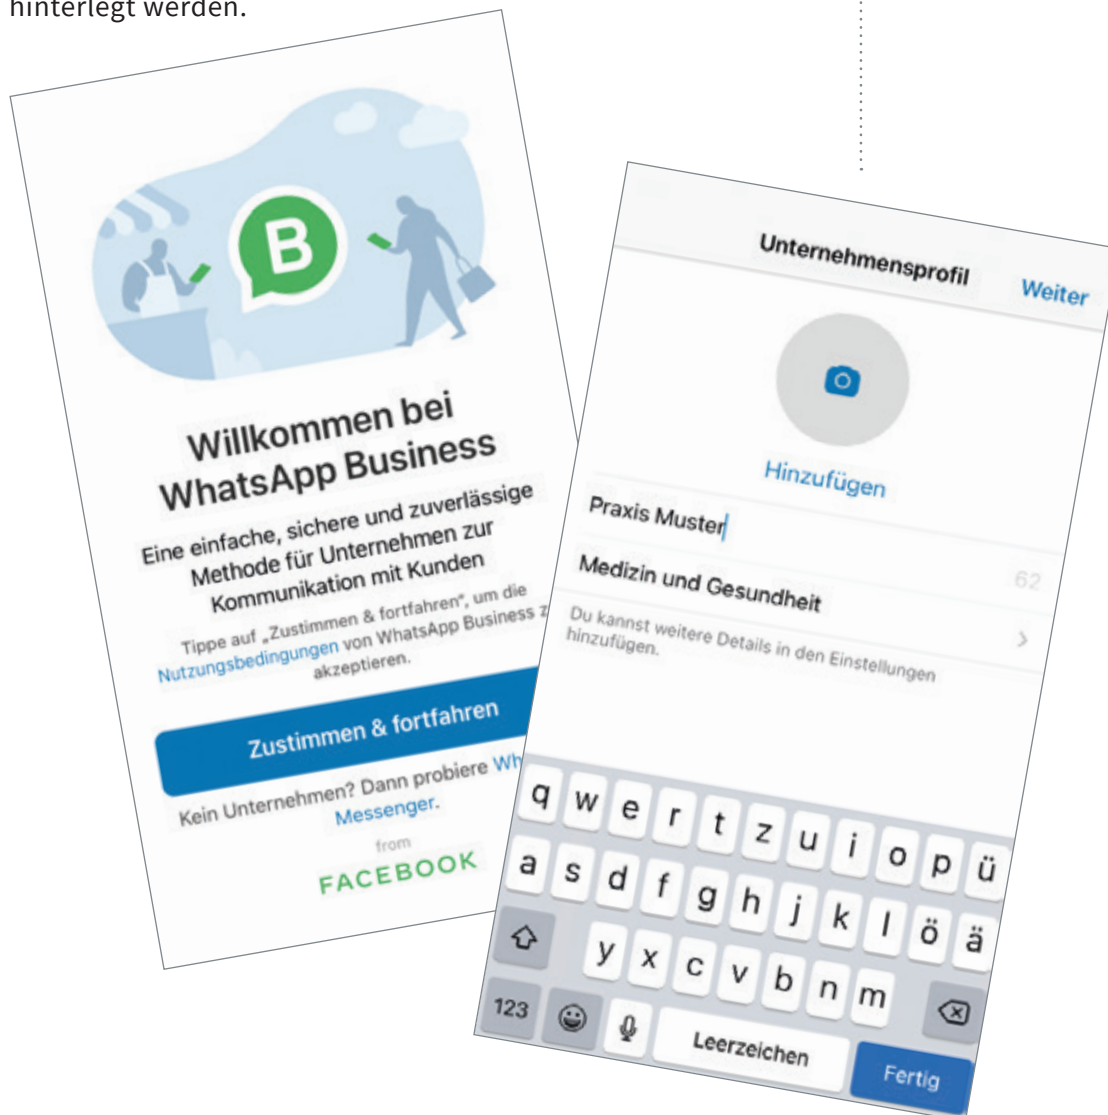 hinterlegt werden.
B
Willkommen bei
WhatsApp Business
Eine einfache, sichere und zuverlässige
Methode für Unternehmen zur
Kommunikation mit Kunden
Tippe auf „Zustimmen & fortfahren“, um die
Nutzungsbedingungen von WhatsApp Business
akzeptieren.
Zustimmen & fortfahren
Kein Unternehmen? Dann probiere
Messenger.
from
FACEBOOK
Unternehmensprofil
Weiter
Hinzufügen
Praxis Muster
62
Medizin und Gesundheit
Du kannst weitere Details in den Einstellungen
hinzufügen.
q w e r t z u i o p ü
a s d f g h j k l ö ä
y x c v b n m
123 Leerzeichen Fertig